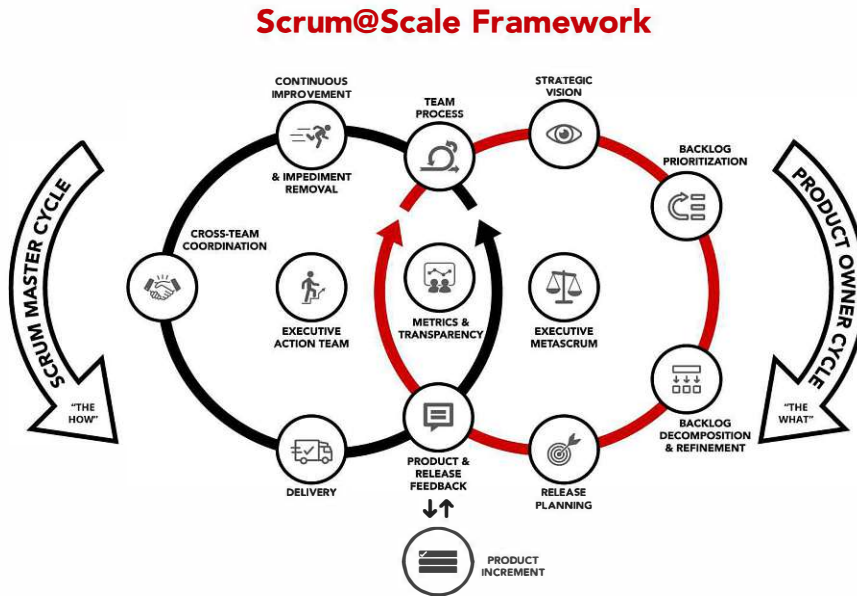 Scrum@Scale Framework
CONTINUOUS
IMPROVEMENT
& IMPEDIMENT
REMOVAL
TEAM
PROCESS
STRATEGIC
VISION
BACKLOG
PRIORITIZATION
SCRUM MASTER CYCLE
"THE
HOW"
CROSS-TEAM
COORDINATION
EXECUTIVE
ACTION TEAM
METRICS &
TRANSPARENCY
EXECUTIVE
METASCRUM
PRODUCT OWNER CYCLE
"THE
WHAT"
BACKLOG
DECOMPOSITION
& REFINEMENT
DELIVERY
PRODUCT &
RELEASE
FEEDBACK
RELEASE
PLANNING
PRODUCT
INCREMENT